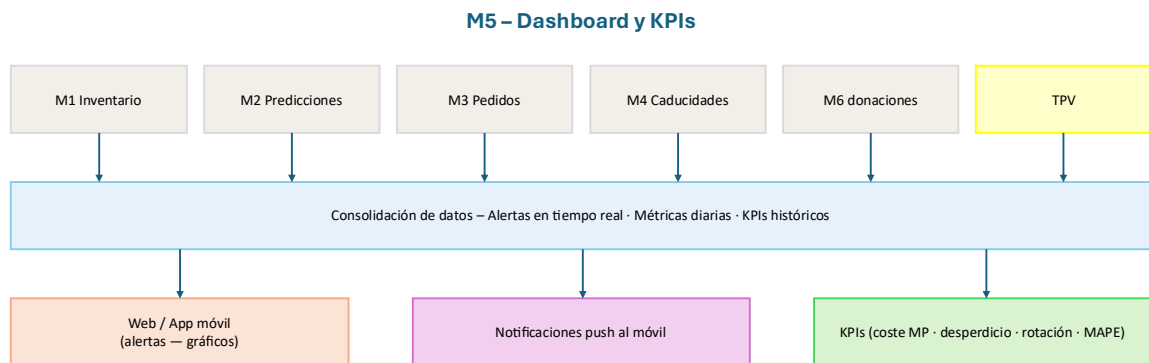 M5 – Dashboard y KPIs
M1 Inventario
M2 Predicciones
M3 Pedidos
M4 Caducidades
M6 donaciones
TPV
Consolidación de datos – Alertas en tiempo real · Métricas diarias · KPIs históricos
Web / App móvil
(alertas — gráficos)
Notificaciones push al móvil
KPIs (coste MP · desperdicio · rotación · MAPE)